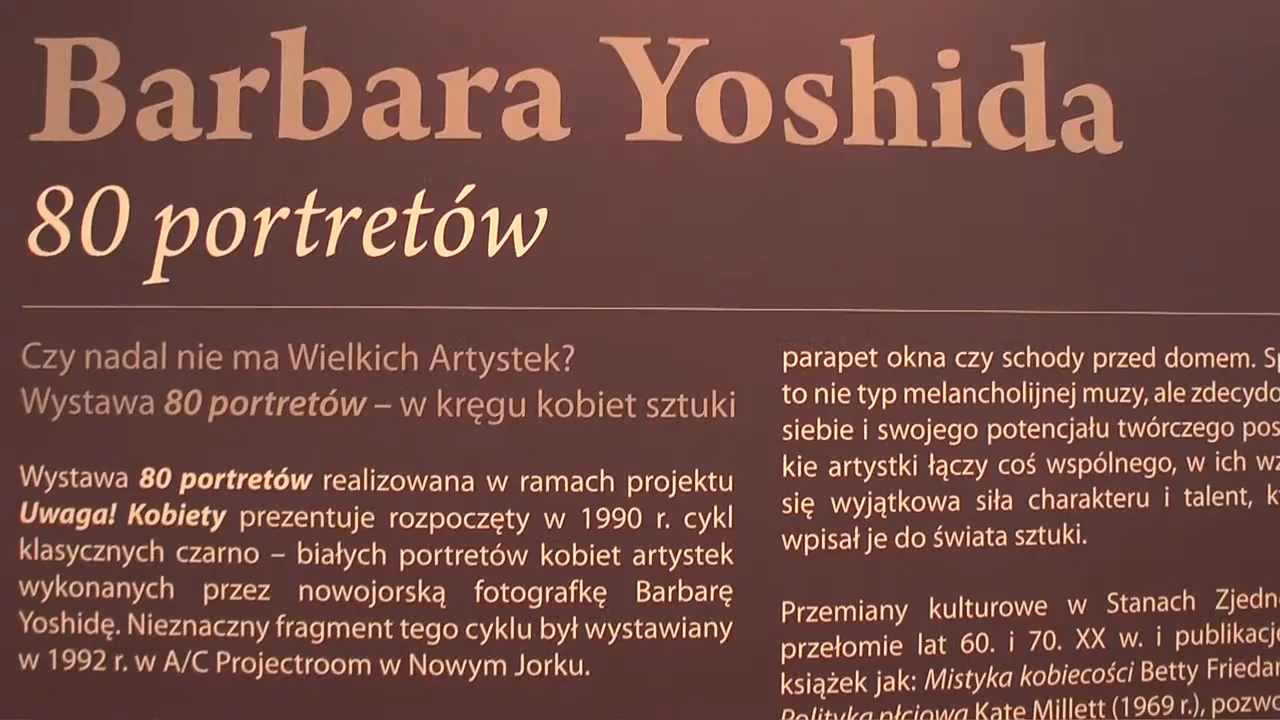 Barbara Yoshida
80 portretów
Czy nadal nie ma Wielkich Artystek?
Wystawa 80 portretów – w kręgu kobiet sztuki
Wystawa 80 portretów realizowana w ramach projektu
Uwaga! Kobiety prezentuje rozpoczęty w 1990 r. cykl
klasycznych czarno – białych portretów kobiet artystek
wykonanych przez nowojorską fotografkę Barbarę
Yoshidę. Nieznaczny fragment tego cyklu był wystawiany
w 1992 r. w A/C Projectroom w Nowym Jorku.
parapet okna czy schody przed domem.
to nie typ melancholijnej muzy, ale
siebie i swojego potencjału twórczego
kie artystki łączy coś wspólnego, w ich
się wyjątkowa siła charakteru i talent,
wpisał je do świata sztuki.
Przemiany kulturowe w Stanach
przełomie lat 60. i 70. XX w. i
książek jak: Mistyka kobiecości Betty
Polityka płciowa Kate Millett (1969 r.),